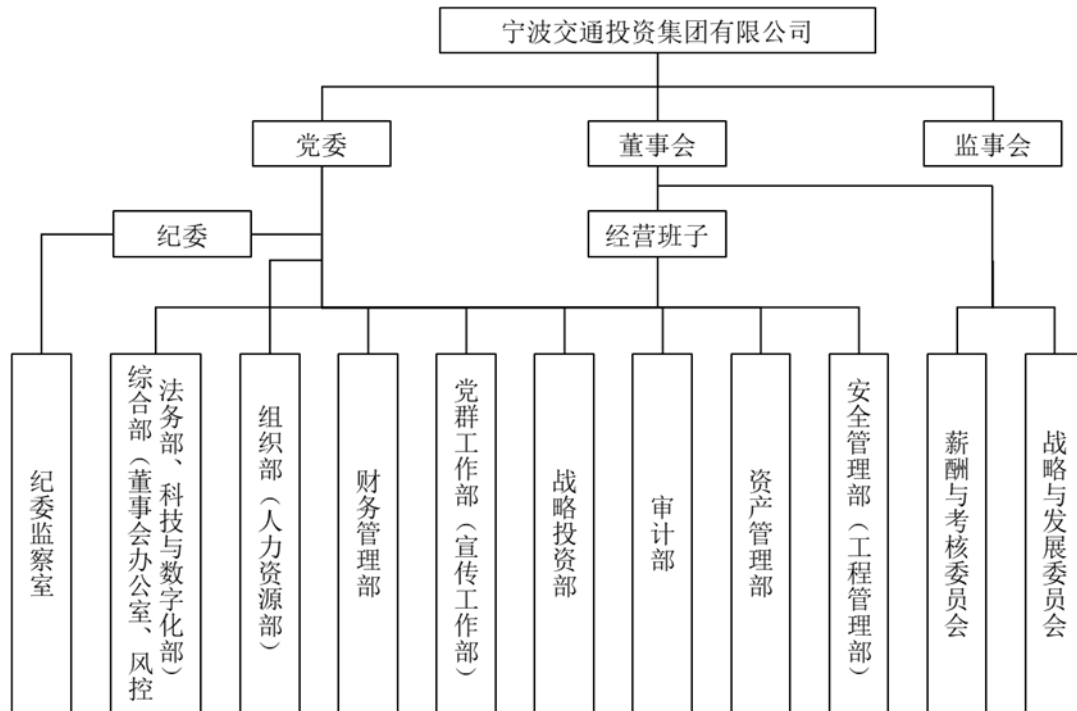 宁波交通投资集团有限公司
党委
董事会
监事会
纪委
经营班子
纪委监察室
综合部（董事会办公室、风控
法务部、科技与数字化部）
组织部（人力资源部）
财务管理部
党群工作部（宣传工作部）
战略投资部
审计部
资产管理部
安全管理部（工程管理部）
薪酬与考核委员会
战略与发展委员会